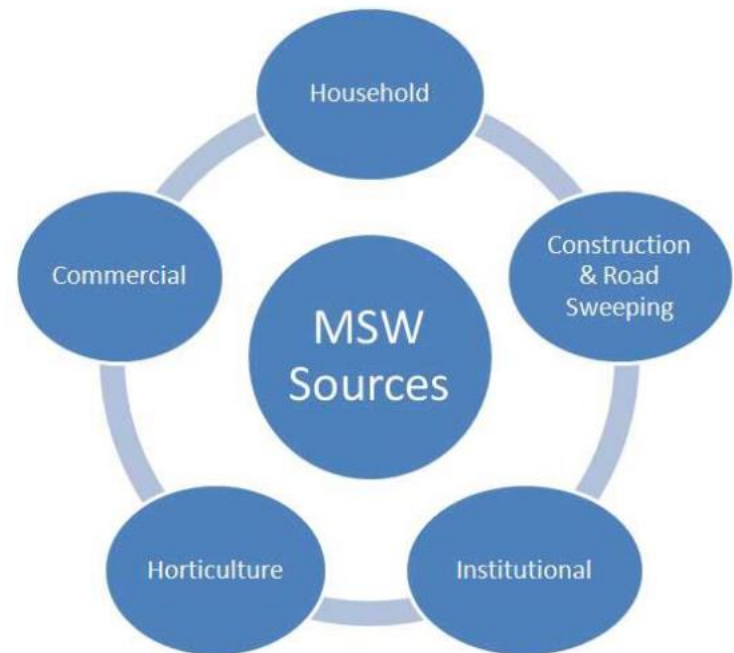 Household
Construction
& Road
Sweeping
Commercial
MSW
Sources
Horticulture
Institutional